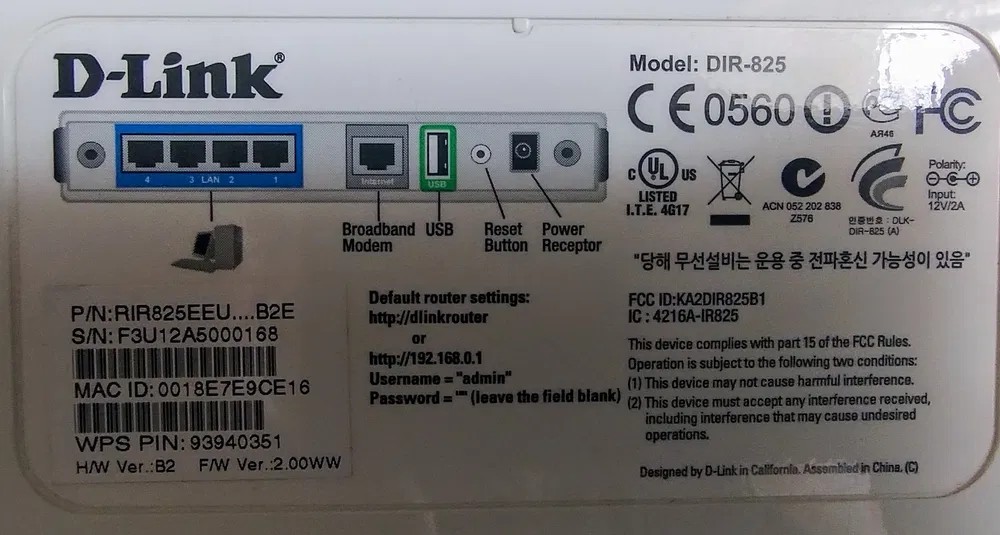 D-Link®
4 3 LAN 2 1
Internet
USB
Broadband Modem
USB
Reset Button
Power Receptor
P/N:RIR825EEU....B2E
S/N: F3U12A5000168
MAC ID: 0018E7E9CE16
WPS PIN: 93940351
H/W Ver.:B2 F/W Ver.:2.00WW
Default router settings:
http://dlinkrouter
or
http://192.168.0.1
Username = "admin"
Password = "" (leave the field blank)
Model: DIR-825
CE 0560
FC
C UL US
LISTED
I.T.E. 4G17
ACN 052 202 838
Z576
АЯ46
인증번호 : DLK-
DIR-825 (A)
Polarity:
Input:
12V/2A
"당해 무선설비는 운용 중 전파혼신 가능성이 있음"
FCC ID:KA2DIR825B1
IC : 4216A-IR825
This device complies with part 15 of the FCC Rules.
Operation is subject to the following two conditions:
(1) This device may not cause harmful interference.
(2) This device must accept any interference received,
including interference that may cause undesired
operations.
Designed by D-Link in California. Assembled in China. (C)